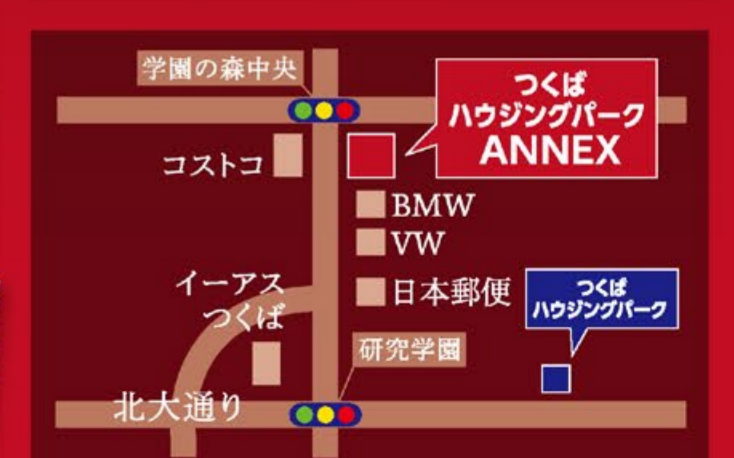 学園の森中央
つくば
ハウジングパーク
ANNEX
コストコ
BMW
VW
イーアス
つくば
日本郵便
つくば
ハウジングパーク
研究学園
北大通り